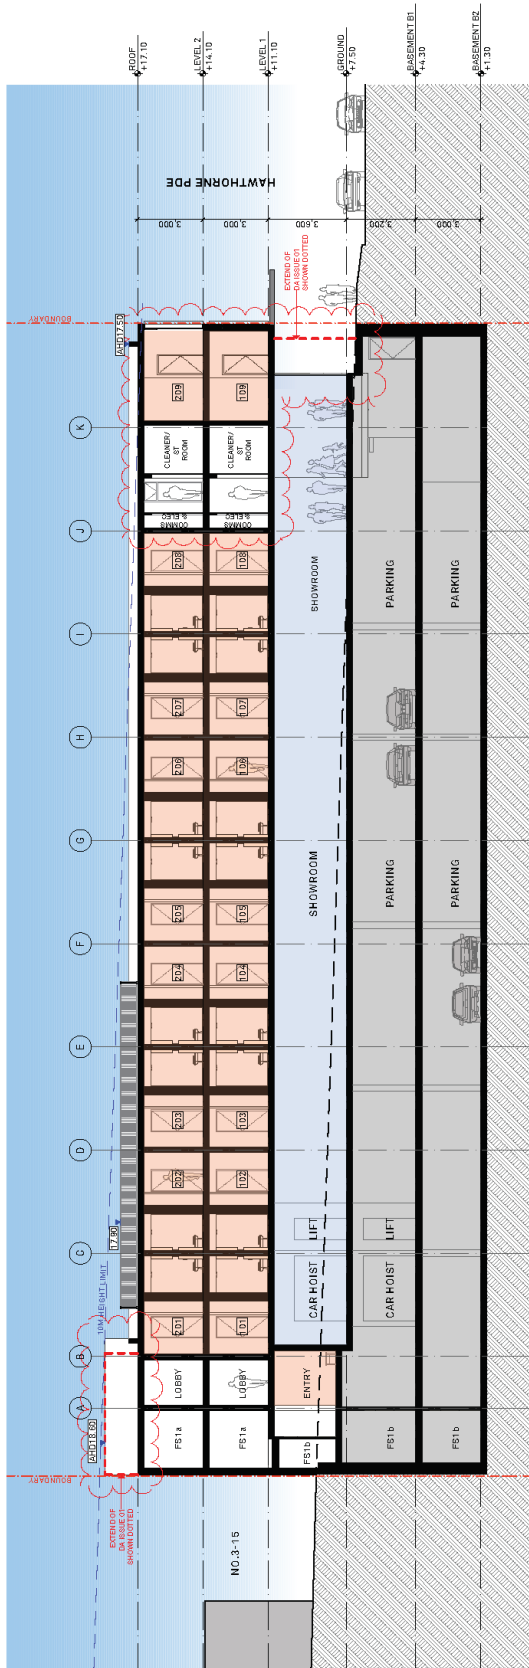 BOUNDARY
AHD18.60
10M HEIGHT LIMIT
17.90
AHD17.50
BOUNDARY
A
B
C
D
E
F
G
H
I
J
K
EXTEND OF
DA ISSUE 01
SHOWN DOTTED
ROOF
+17.10
FS1a
LOBBY
201
202
203
204
205
206
207
208
COMMS
& ELEC
CLEANER/
ST
ROOM
209
3,000
HAWTHORNE PDE
LEVEL 2
+14.10
NO.3-15
FS1a
LOBBY
101
102
103
104
105
106
107
108
COMMS
& ELEC
CLEANER/
ST
ROOM
109
3,000
LEVEL 1
+11.10
FS1b
ENTRY
CAR HOIST
LIFT
SHOWROOM
SHOWROOM
EXTEND OF
DA ISSUE 01
SHOWN DOTTED
3,600
GROUND
+7.50
FS1b
CAR HOIST
LIFT
PARKING
PARKING
3,200
BASEMENT B1
+4.30
FS1b
PARKING
PARKING
3,000
BASEMENT B2
+1.30